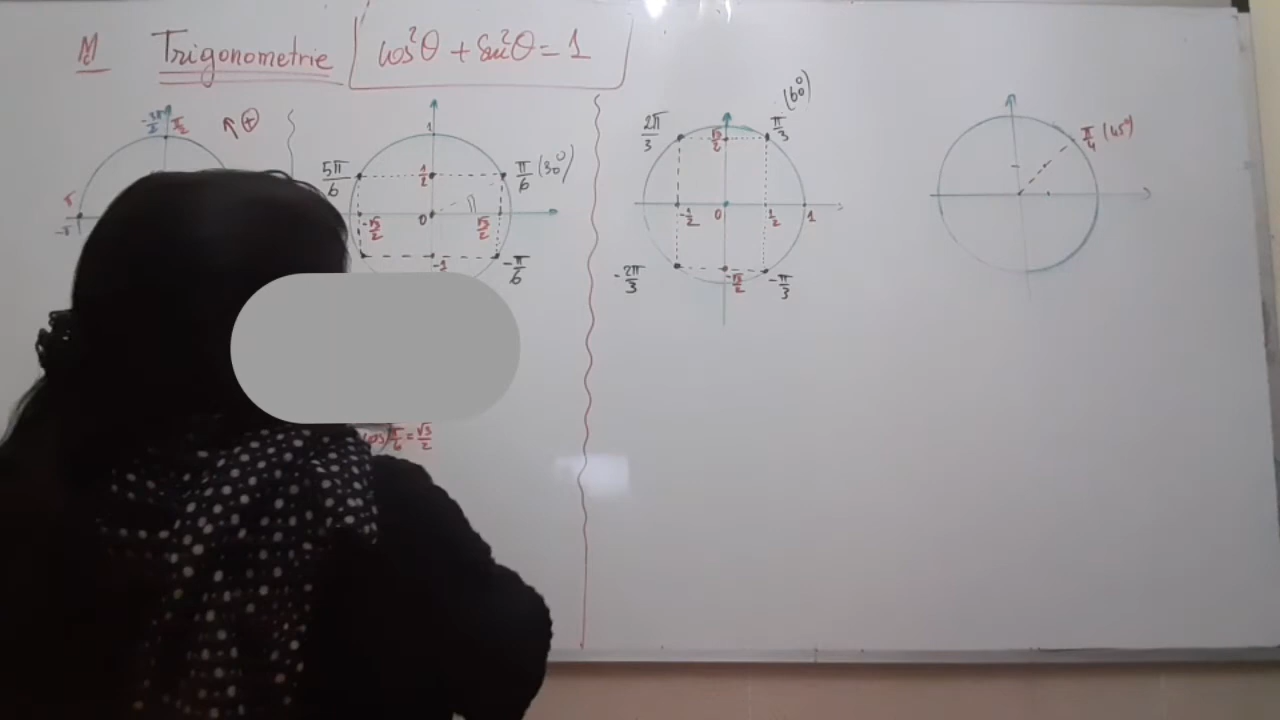 M Trigonometrie cos²θ + Sin²θ = 1
-3π/2 π/2 ⊕
π
-π
1
5π/6 1/2 π/6 (30°)
-√3/2 0 √3/2
-1 -π/6
cos π/6 = √3/2
(60°)
2π/3 √3/2 π/3
-1/2 0 1/2 1
-2π/3 -√3/2 -π/3
π/4 (45°)